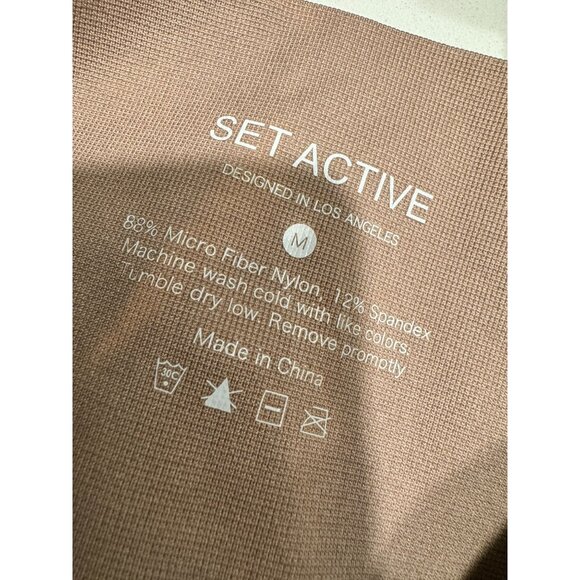 SET ACTIVE
DESIGNED IN LOS ANGELES
M
88% Micro Fiber Nylon, 12% Spandex
Machine wash cold with like colors.
Tumble dry low. Remove promptly
Made in China
30C